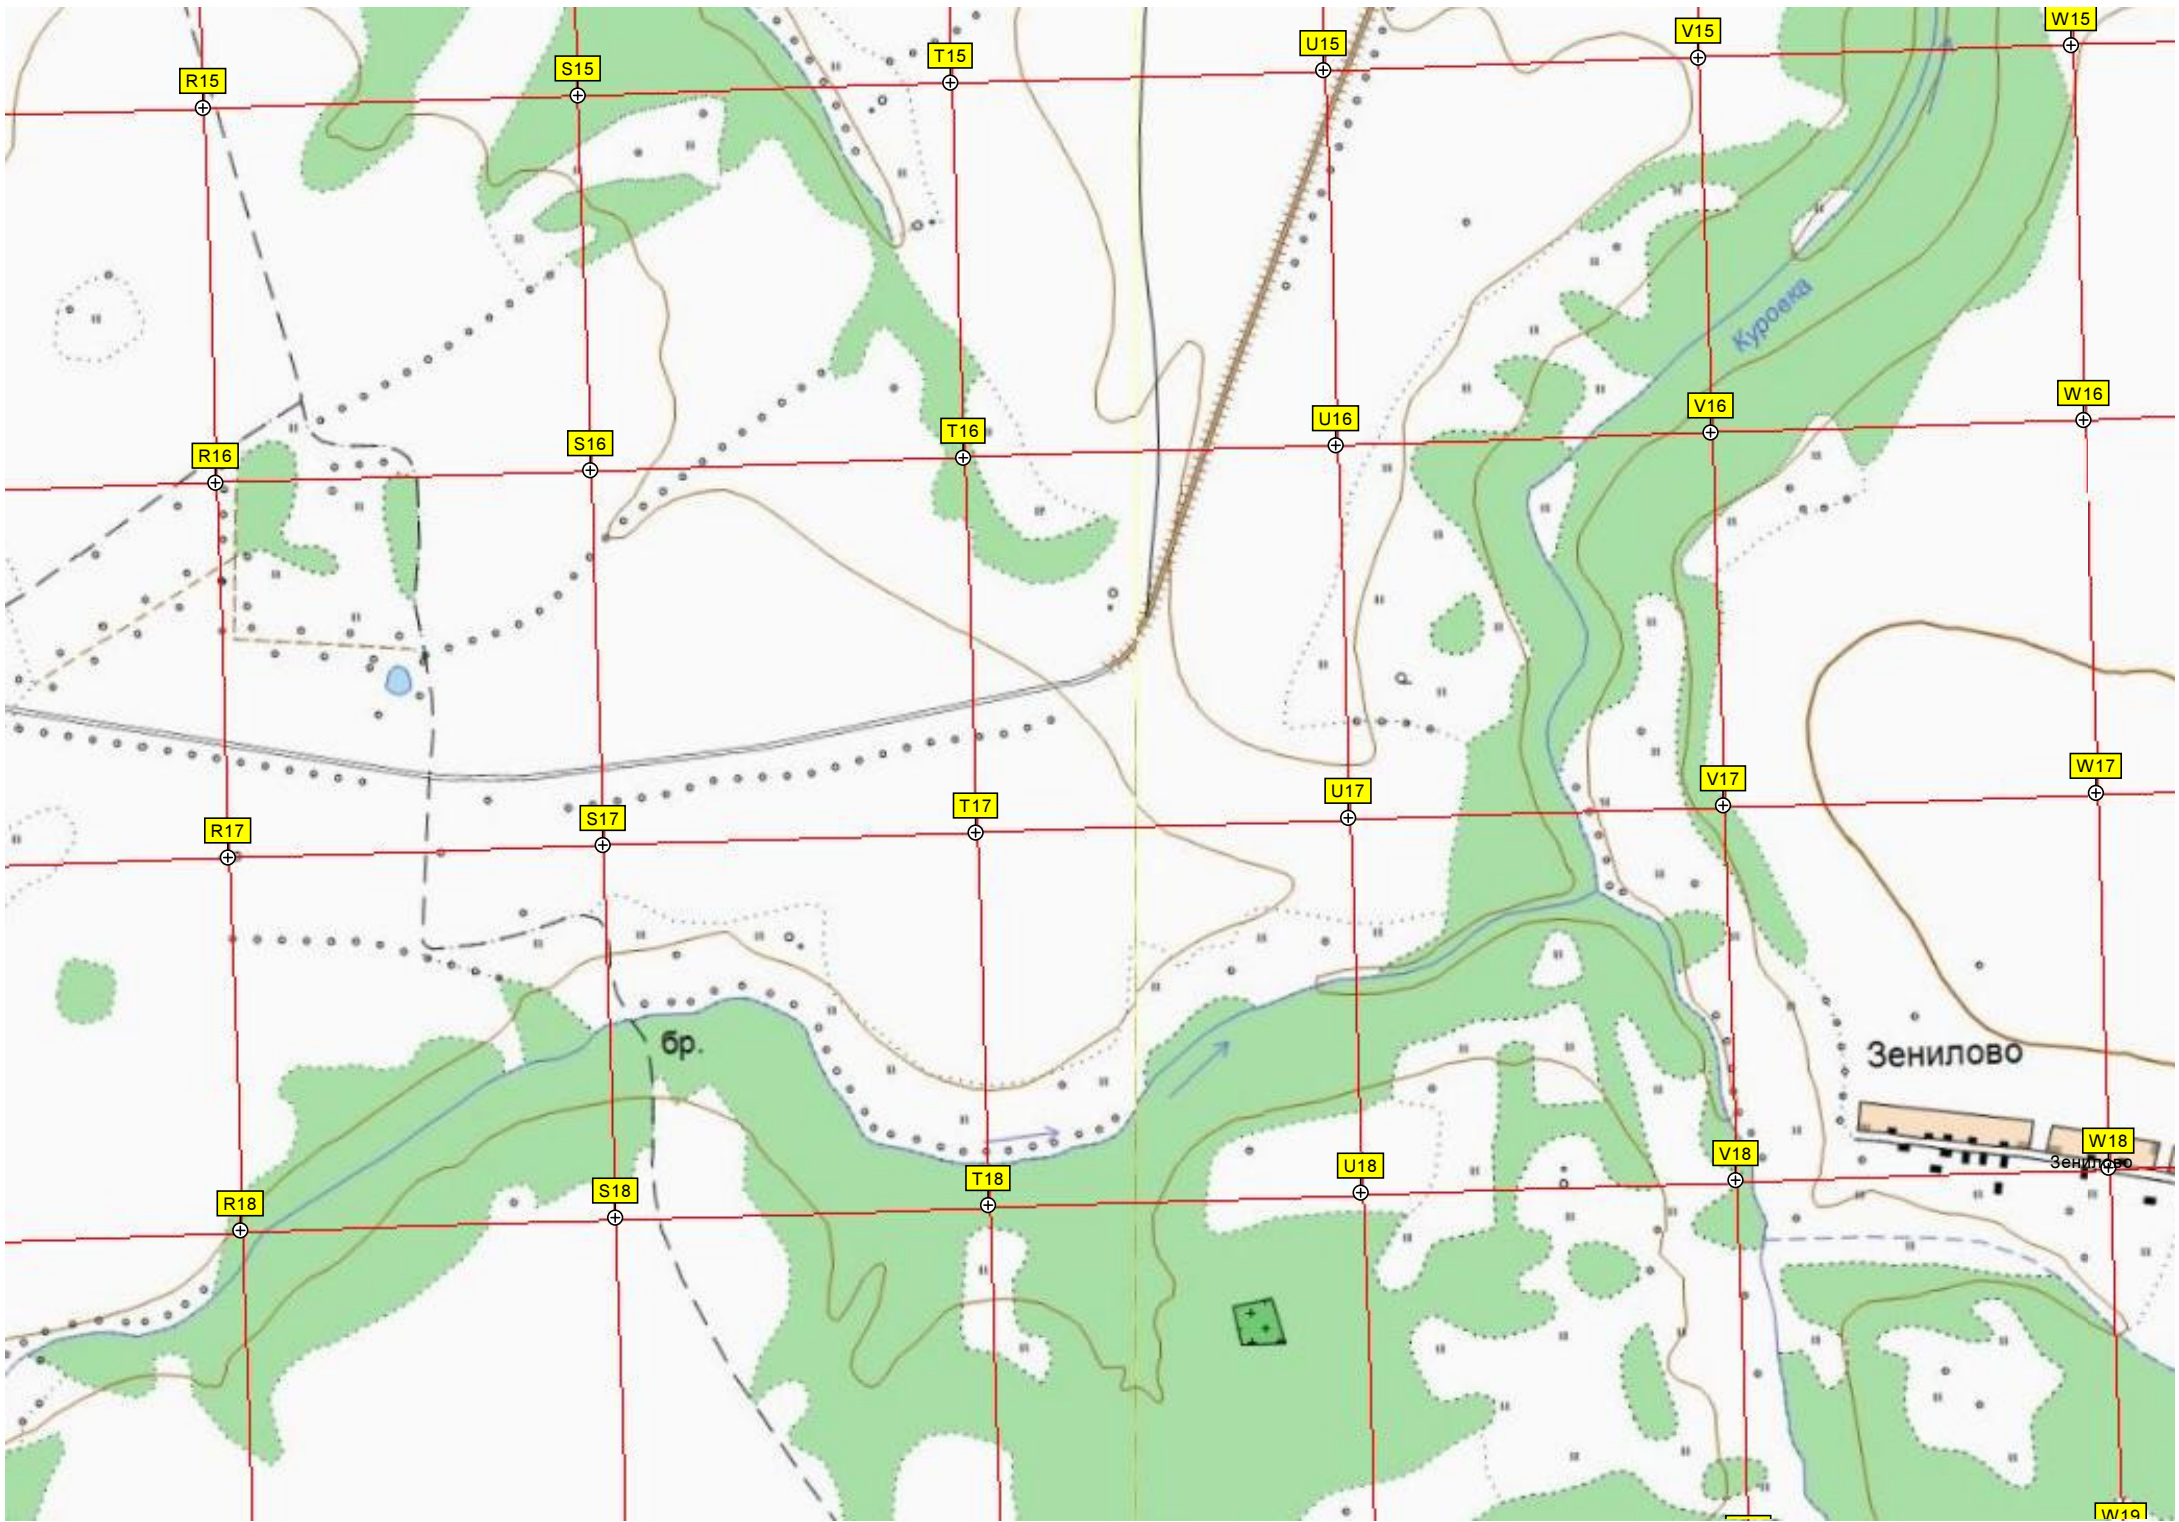 W15
V15
U15
T15
S15
R15
Куровка
W16
V16
U16
T16
S16
R16
W17
V17
U17
T17
S17
R17
бр.
Зенилово
W18
V18
Зенилово
U18
T18
S18
R18
W19